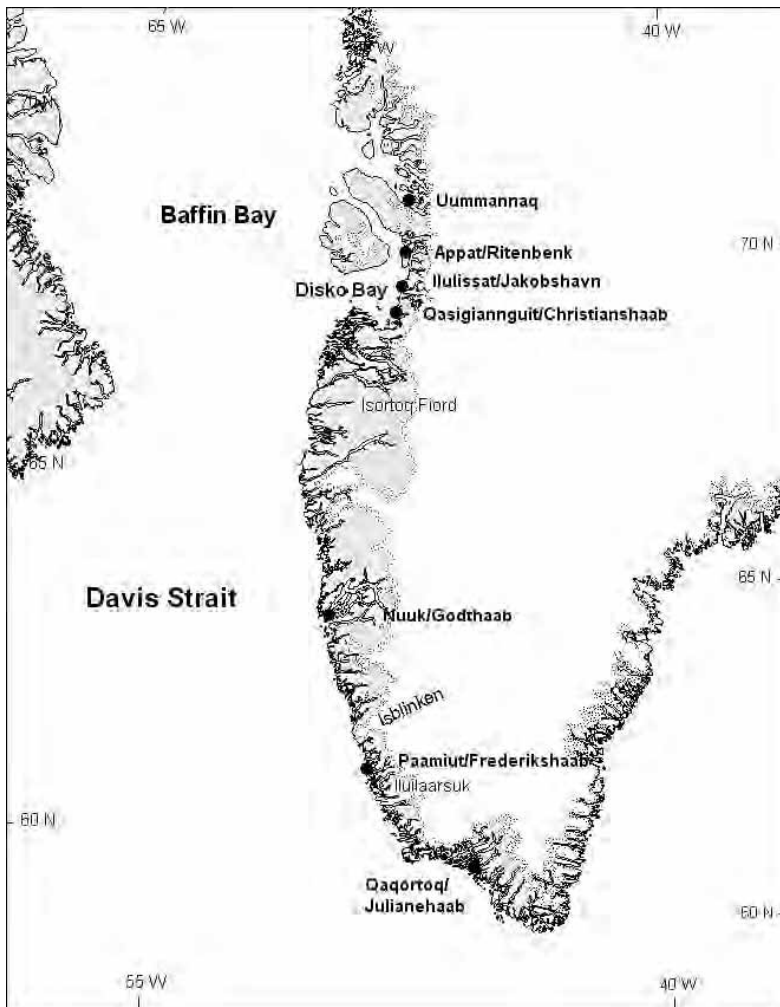 65 W
40 W
W
Uummannaq
Baffin Bay
70 N
Appat/Ritenbenk
Ilulissat/Jakobshavn
Disko Bay
Qasigiannguit/Christianshaab
Isortoq Fiord
65 N
65 N
Davis Strait
Nuuk/Godthaab
Isblinken
Paamiut/Frederikshaab
Iluilaarsuk
60 N
Qaqortoq/
Julianehaab
60 N
55 W
40 W